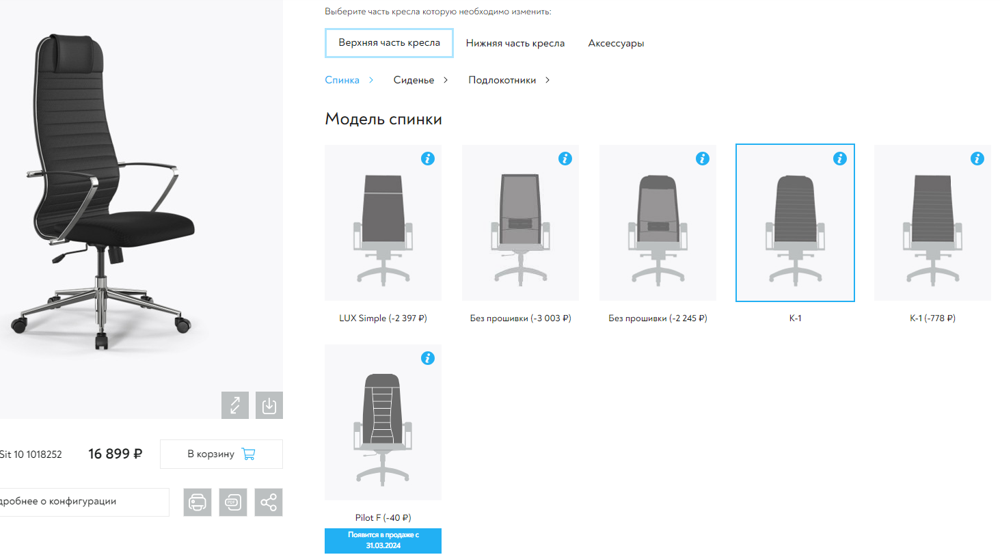 Выберите часть кресла которую необходимо изменить:
Верхняя часть кресла
Нижняя часть кресла
Аксессуары
Спинка
Сиденье
Подлокотники
Модель спинки
LUX Simple (-2 397 ₽)
Без прошивки (-3 003 ₽)
Без прошивки (-2 245 ₽)
К-1
К-1 (-778 ₽)
Pilot F (-40 ₽)
Появится в продаже с
31.03.2024
Sit 10 1018252
16 899 ₽
В корзину
дробнее о конфигурации
PDF